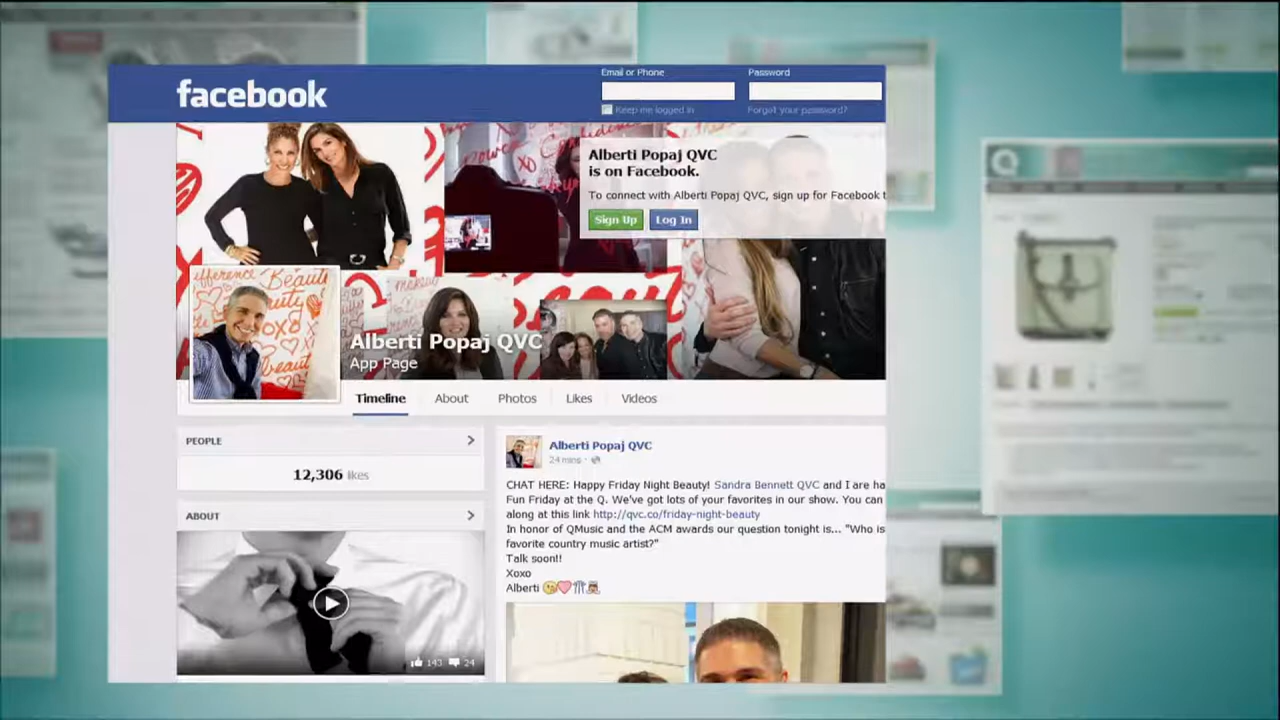 facebook
Email or Phone
Password
Keep me logged in
Forgot your password?
Alberti Popaj QVC
is on Facebook.
To connect with Alberti Popaj QVC, sign up for Facebook t
Sign Up
Log In
Beauty
xoxo
beauty
Alberti Popaj QVC
App Page
Timeline
About
Photos
Likes
Videos
PEOPLE
12,306 likes
ABOUT
143
24
Alberti Popaj QVC
24 mins
CHAT HERE: Happy Friday Night Beauty! Sandra Bennett QVC and I are ha
Fun Friday at the Q. We've got lots of your favorites in our show. You can
along at this link http://qvc.co/friday-night-beauty
In honor of QMusic and the ACM awards our question tonight is... "Who is
favorite country music artist?"
Talk soon!!
Xoxo
Alberti